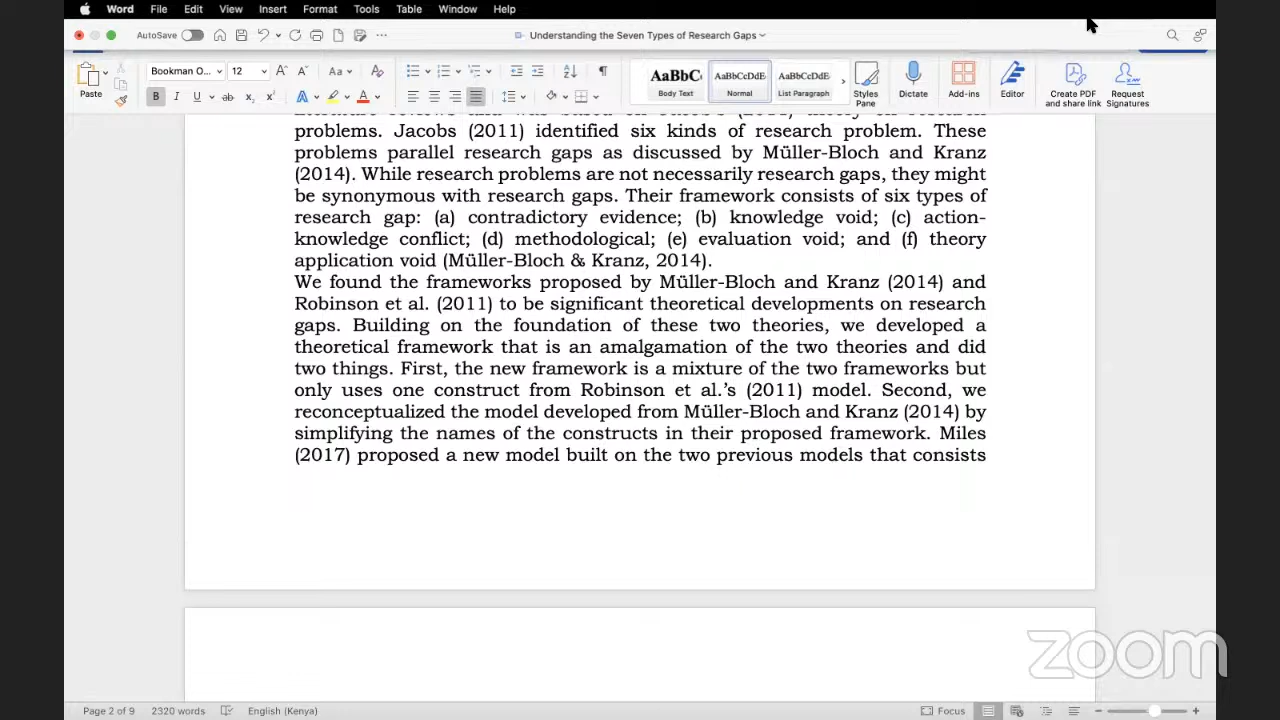 Word File Edit View Insert Format Tools Table Window Help
AutoSave Understanding the Seven Types of Research Gaps
Paste Bookman O... 12 Aa AaBbC AaBbCcDdE AaBbCcDdE
Body Text Normal List Paragraph Styles Pane Dictate Add-ins Editor Create PDF and share link Request Signatures
problems. Jacobs (2011) identified six kinds of research problem. These
problems parallel research gaps as discussed by Müller-Bloch and Kranz
(2014). While research problems are not necessarily research gaps, they might
be synonymous with research gaps. Their framework consists of six types of
research gap: (a) contradictory evidence; (b) knowledge void; (c) action-
knowledge conflict; (d) methodological; (e) evaluation void; and (f) theory
application void (Müller-Bloch & Kranz, 2014).
We found the frameworks proposed by Müller-Bloch and Kranz (2014) and
Robinson et al. (2011) to be significant theoretical developments on research
gaps. Building on the foundation of these two theories, we developed a
theoretical framework that is an amalgamation of the two theories and did
two things. First, the new framework is a mixture of the two frameworks but
only uses one construct from Robinson et al.’s (2011) model. Second, we
reconceptualized the model developed from Müller-Bloch and Kranz (2014) by
simplifying the names of the constructs in their proposed framework. Miles
(2017) proposed a new model built on the two previous models that consists
zoom
Page 2 of 9 2320 words English (Kenya) Focus